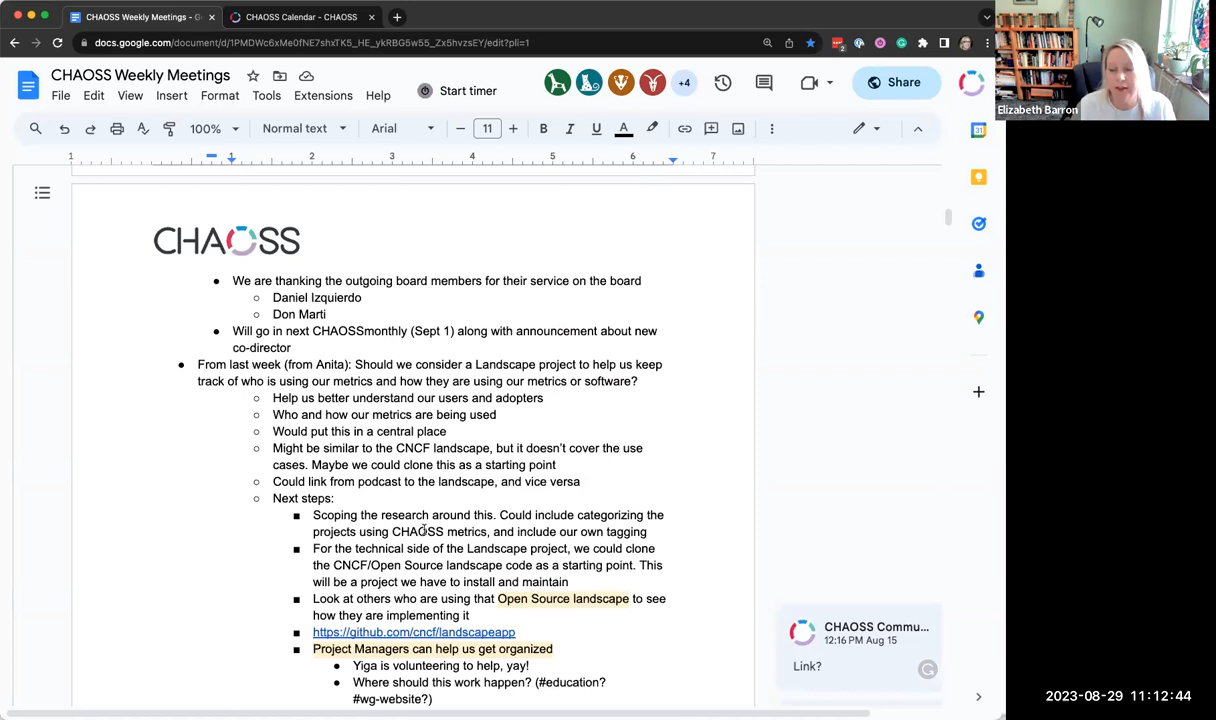 CHAOSS Weekly Meetings - G
CHAOSS Calendar - CHAOSS
docs.google.com/document/d/1PMDWc6xMe0fNE7shxTK5_HE_ykRBG5w55_Zx5hvzsEY/edit?pli=1
2
CHAOSS Weekly Meetings
File Edit View Insert Format Tools Extensions Help
Start timer
+4
Share
Elizabeth Barron
100% Normal text Arial 11 B I U A
31
1 1 2 3 4 5 6 7
CHAOSS
We are thanking the outgoing board members for their service on the board
Daniel Izquierdo
Don Marti
Will go in next CHAOSSmonthly (Sept 1) along with announcement about new
co-director
From last week (from Anita): Should we consider a Landscape project to help us keep
track of who is using our metrics and how they are using our metrics or software?
Help us better understand our users and adopters
Who and how our metrics are being used
Would put this in a central place
Might be similar to the CNCF landscape, but it doesn't cover the use
cases. Maybe we could clone this as a starting point
Could link from podcast to the landscape, and vice versa
Next steps:
Scoping the research around this. Could include categorizing the
projects using CHAOSS metrics, and include our own tagging
For the technical side of the Landscape project, we could clone
the CNCF/Open Source landscape code as a starting point. This
will be a project we have to install and maintain
Look at others who are using that Open Source landscape to see
how they are implementing it
https://github.com/cncf/landscapeapp
Project Managers can help us get organized
Yiga is volunteering to help, yay!
Where should this work happen? (#education?
#wg-website?)
CHAOSS Commu...
12:16 PM Aug 15
Link?
2023-08-29 11:12:44